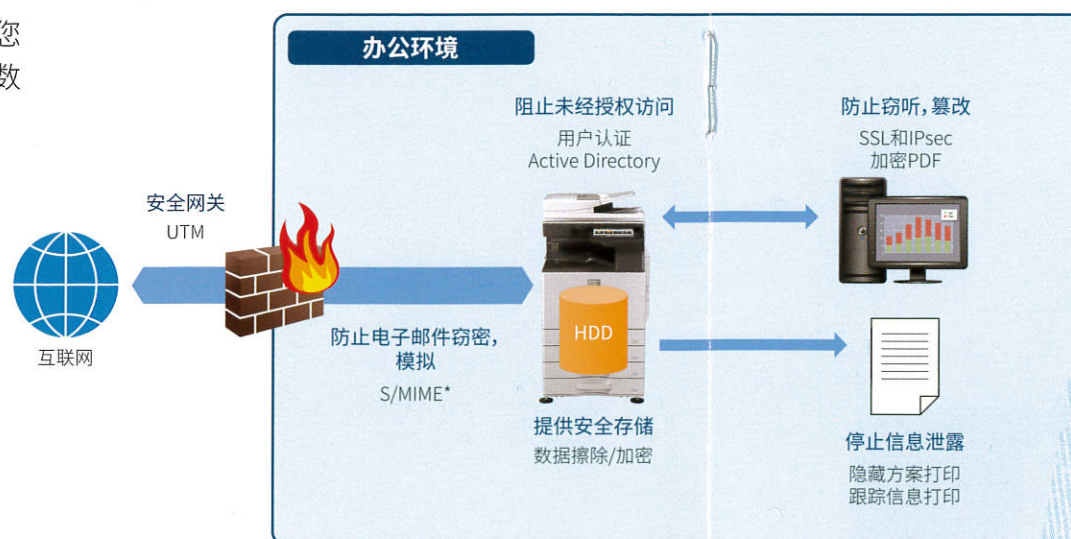 您
数
办公环境
阻止未经授权访问
用户认证
Active Directory
防止窃听，篡改
SSL和IPsec
加密PDF
安全网关
UTM
互联网
防止电子邮件窃密，
模拟
S/MIME*
HDD
提供安全存储
数据擦除/加密
停止信息泄露
隐藏方案打印
跟踪信息打印